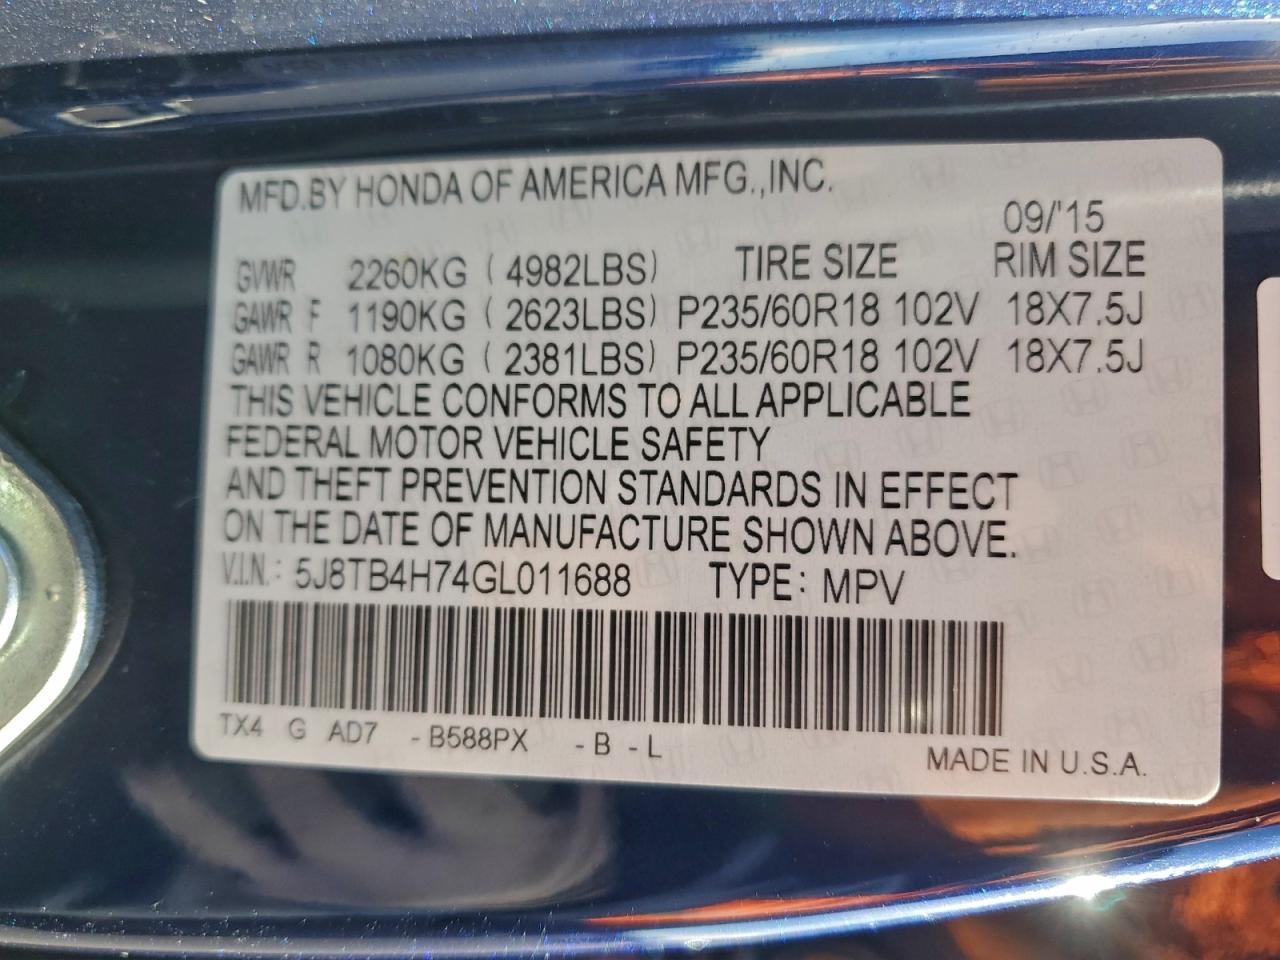 MFD.BY HONDA OF AMERICA MFG.,INC.
09/'15
GVWR 2260KG ( 4982LBS) TIRE SIZE RIM SIZE
GAWR F 1190KG ( 2623LBS) P235/60R18 102V 18X7.5J
GAWR R 1080KG ( 2381LBS) P235/60R18 102V 18X7.5J
THIS VEHICLE CONFORMS TO ALL APPLICABLE
FEDERAL MOTOR VEHICLE SAFETY
AND THEFT PREVENTION STANDARDS IN EFFECT
ON THE DATE OF MANUFACTURE SHOWN ABOVE.
V.I.N.: 5J8TB4H74GL011688 TYPE: MPV
TX4 G AD7 -B588PX -B -L
MADE IN U.S.A.